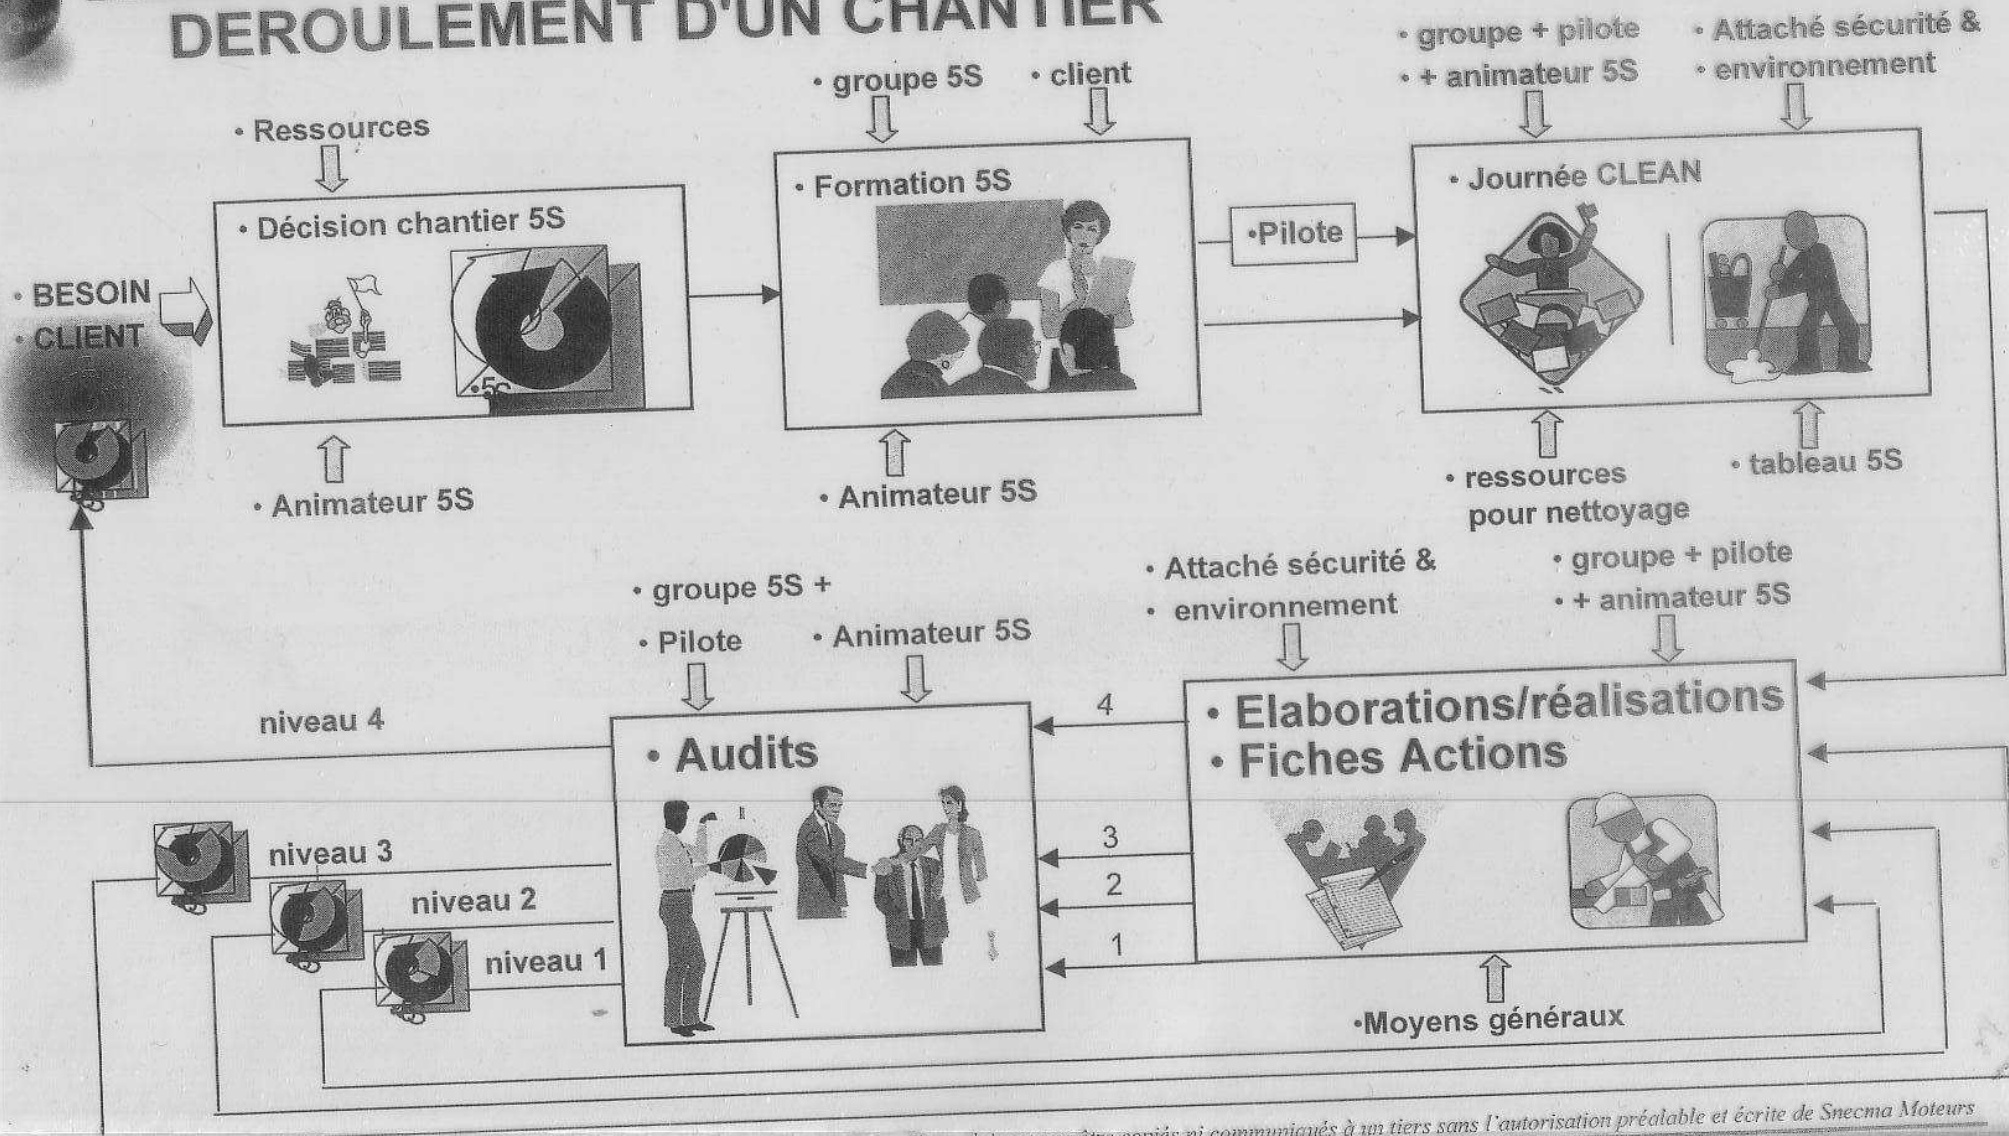 DEROULEMENT D'UN CHANTIER
• groupe + pilote
• + animateur 5S
• Attaché sécurité &
• environnement
• groupe 5S
• client
• Ressources
• Décision chantier 5S
• Formation 5S
• Journée CLEAN
•Pilote
• BESOIN
• CLIENT
• Animateur 5S
• Animateur 5S
• ressources
pour nettoyage
• tableau 5S
• groupe 5S +
• Pilote
• Animateur 5S
• Attaché sécurité &
• environnement
• groupe + pilote
• + animateur 5S
niveau 4
• Audits
4
• Elaborations/réalisations
• Fiches Actions
niveau 3
3
niveau 2
2
niveau 1
1
•Moyens généraux
copiés ni communiqués à un tiers sans l'autorisation préalable et écrite de Snecma Moteurs